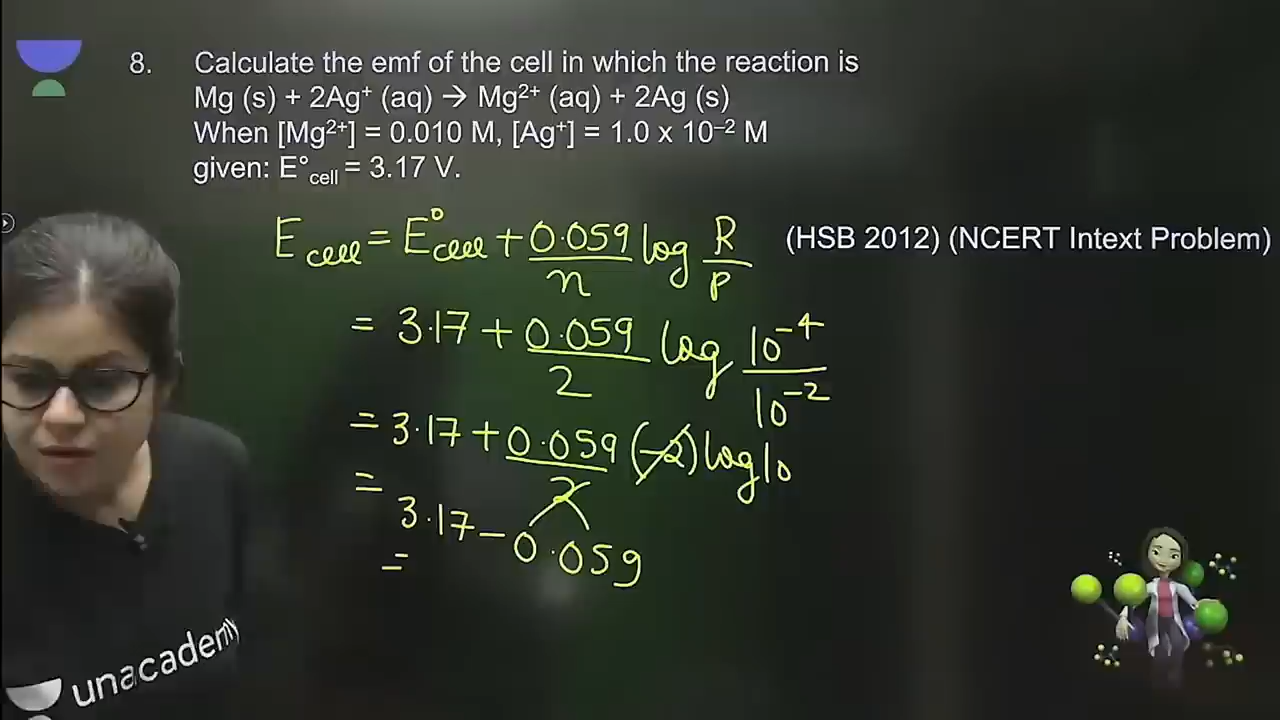 8. Calculate the emf of the cell in which the reaction is
Mg (s) + 2Ag⁺ (aq) → Mg²⁺ (aq) + 2Ag (s)
When [Mg²⁺] = 0.010 M, [Ag⁺] = 1.0 x 10⁻² M
given: E°cell = 3.17 V.
(HSB 2012) (NCERT Intext Problem)
Ecell = E°cell + 0.059/n log R/P
= 3.17 + 0.059/2 log 10⁻⁴/10⁻²
= 3.17 + 0.059/2 (-2) log 10
= 3.17 - 0.059
=
unacademy